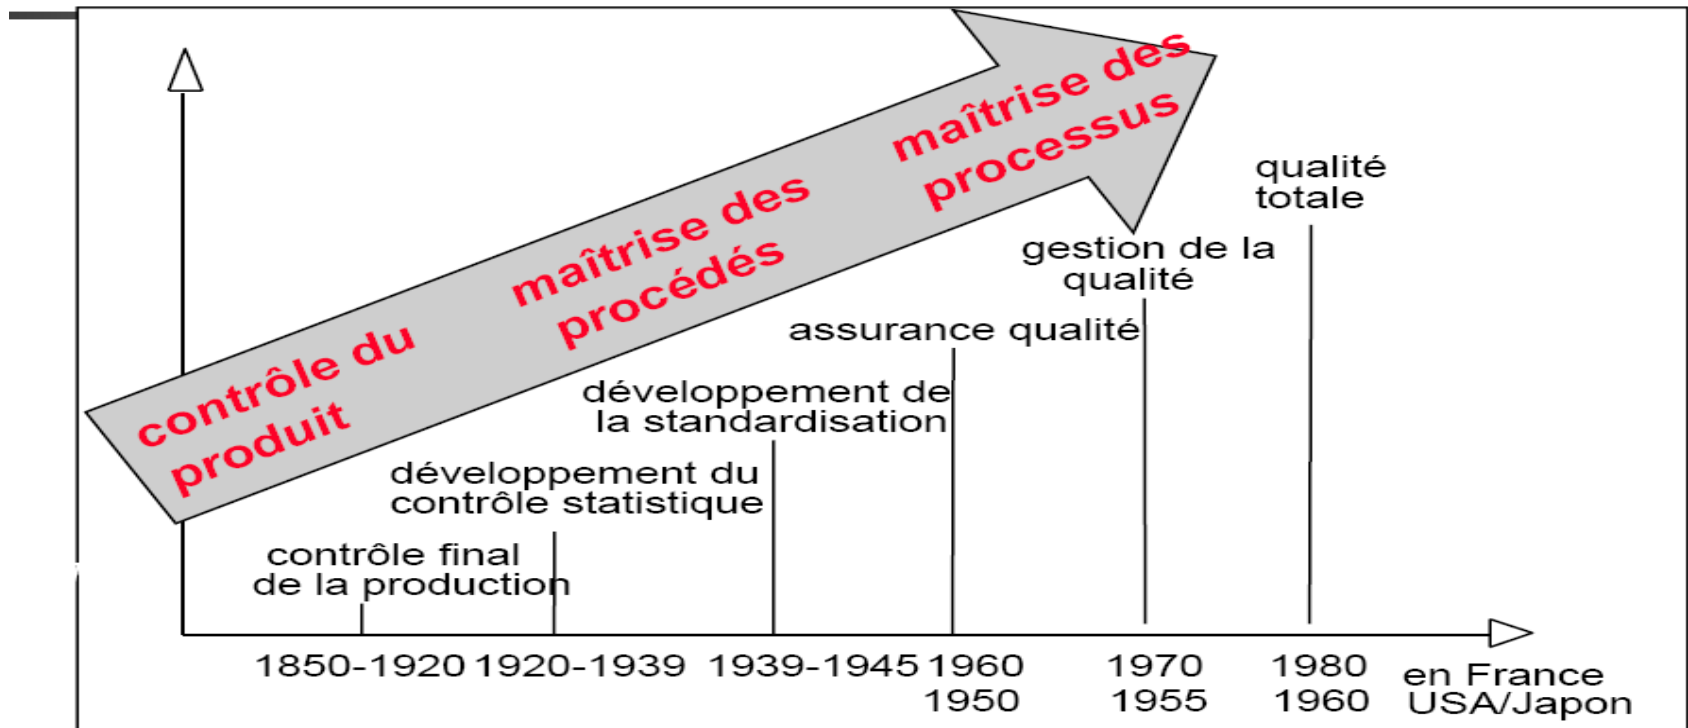 contrôle du
produit
maîtrise des
procédés
maîtrise des
processus
qualité
totale
gestion de la
qualité
assurance qualité
développement de
la standardisation
développement du
contrôle statistique
contrôle final
de la production
1850-1920 1920-1939 1939-1945 1960 1970 1980 en France
1950 1955 1960 USA/Japon